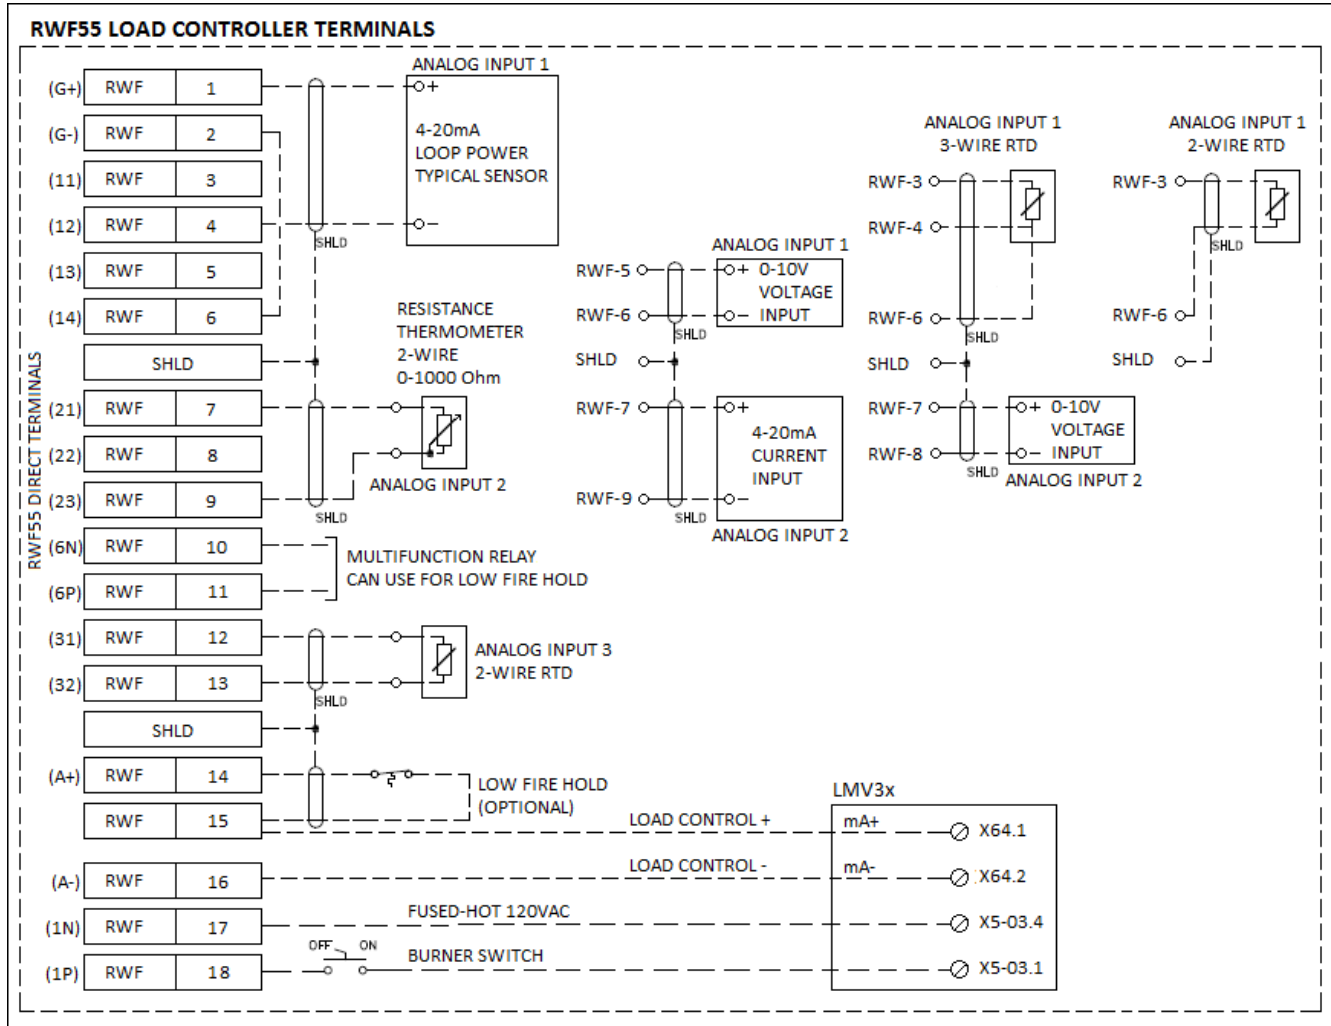 RWF55 LOAD CONTROLLER TERMINALS
RWF55 DIRECT TERMINALS
(G+) RWF 1
(G-) RWF 2
(11) RWF 3
(12) RWF 4
(13) RWF 5
(14) RWF 6
SHLD
(21) RWF 7
(22) RWF 8
(23) RWF 9
(6N) RWF 10
(6P) RWF 11
(31) RWF 12
(32) RWF 13
SHLD
(A+) RWF 14
RWF 15
(A-) RWF 16
(1N) RWF 17
(1P) RWF 18
ANALOG INPUT 1
+
4-20mA
LOOP POWER
TYPICAL SENSOR
-
SHLD
RESISTANCE
THERMOMETER
2-WIRE
0-1000 Ohm
ANALOG INPUT 2
SHLD
MULTIFUNCTION RELAY
CAN USE FOR LOW FIRE HOLD
ANALOG INPUT 3
2-WIRE RTD
SHLD
LOW FIRE HOLD
(OPTIONAL)
LOAD CONTROL +
LOAD CONTROL -
FUSED-HOT 120VAC
OFF ON
BURNER SWITCH
LMV3x
mA+ X64.1
mA- X64.2
X5-03.4
X5-03.1
ANALOG INPUT 1
RWF-5 + 0-10V
VOLTAGE
RWF-6 - INPUT
SHLD
SHLD
RWF-7 +
4-20mA
CURRENT
INPUT
RWF-9 -
SHLD
ANALOG INPUT 2
ANALOG INPUT 1
3-WIRE RTD
RWF-3
RWF-4
RWF-6
SHLD
SHLD
RWF-7 + 0-10V
VOLTAGE
RWF-8 - INPUT
SHLD
ANALOG INPUT 2
ANALOG INPUT 1
2-WIRE RTD
RWF-3
SHLD
RWF-6
SHLD